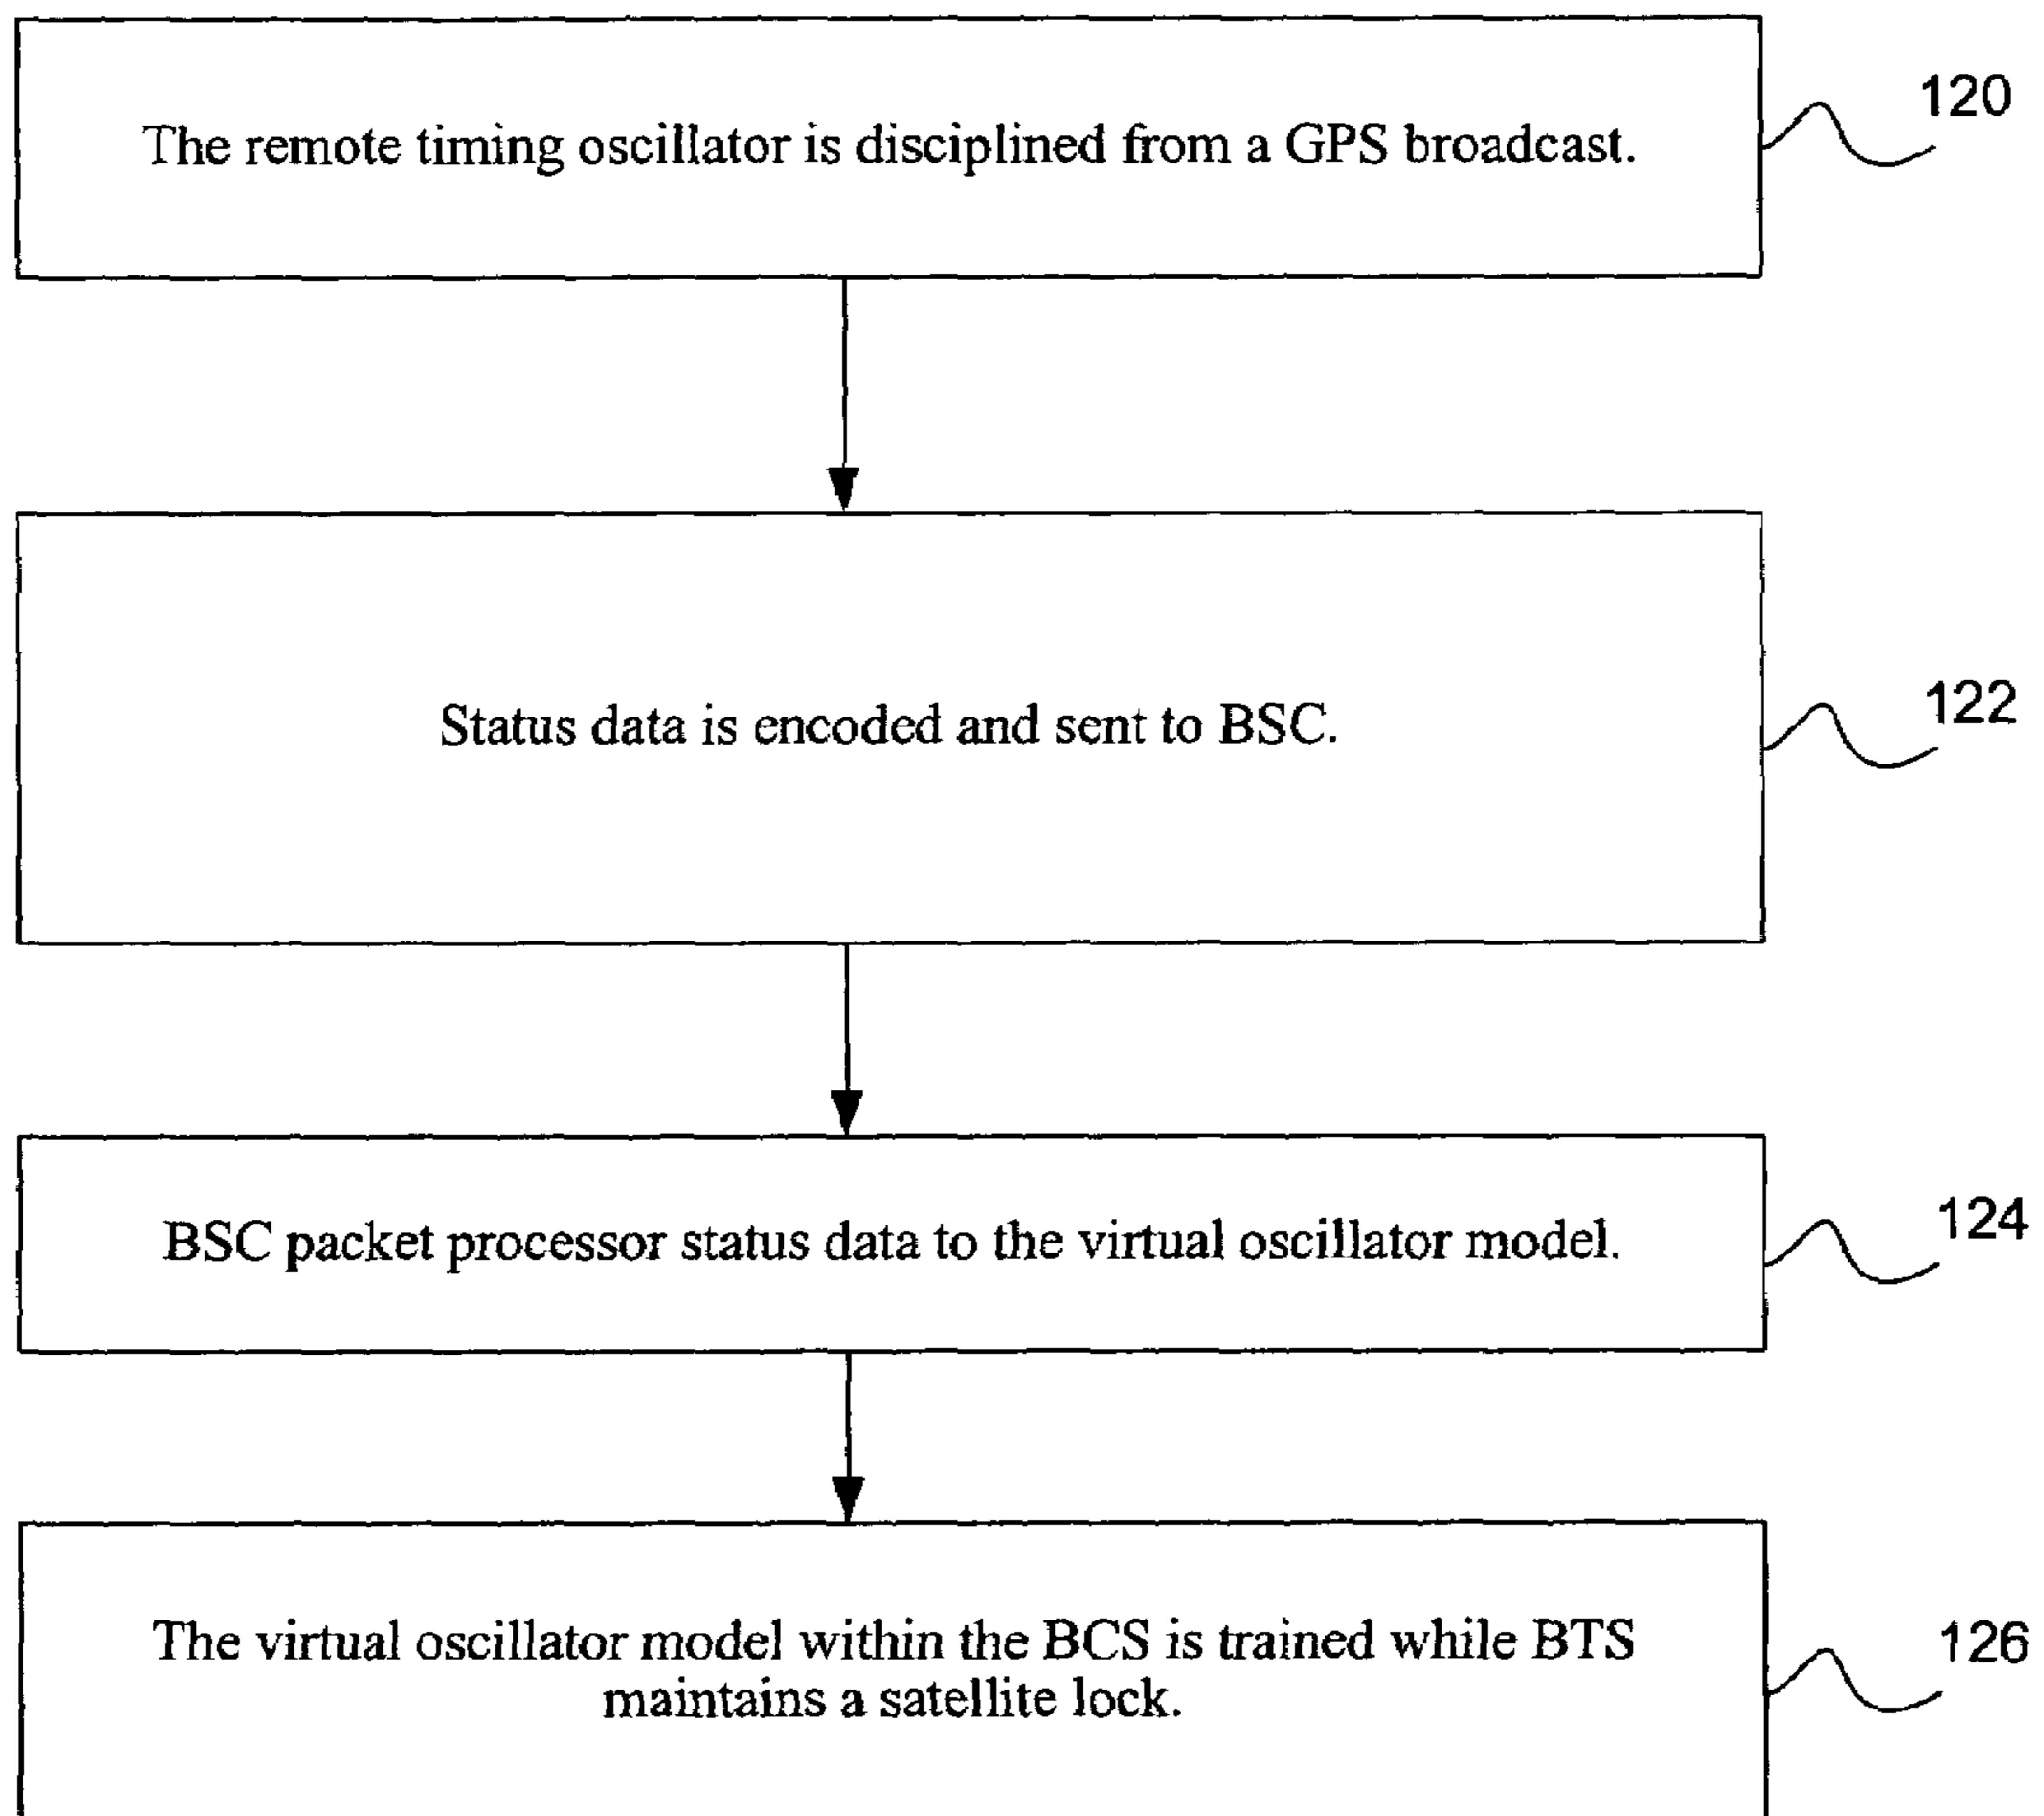 The remote timing oscillator is disciplined from a GPS broadcast.
120
Status data is encoded and sent to BSC.
122
BSC packet processor status data to the virtual oscillator model.
124
The virtual oscillator model within the BCS is trained while BTS
maintains a satellite lock.
126